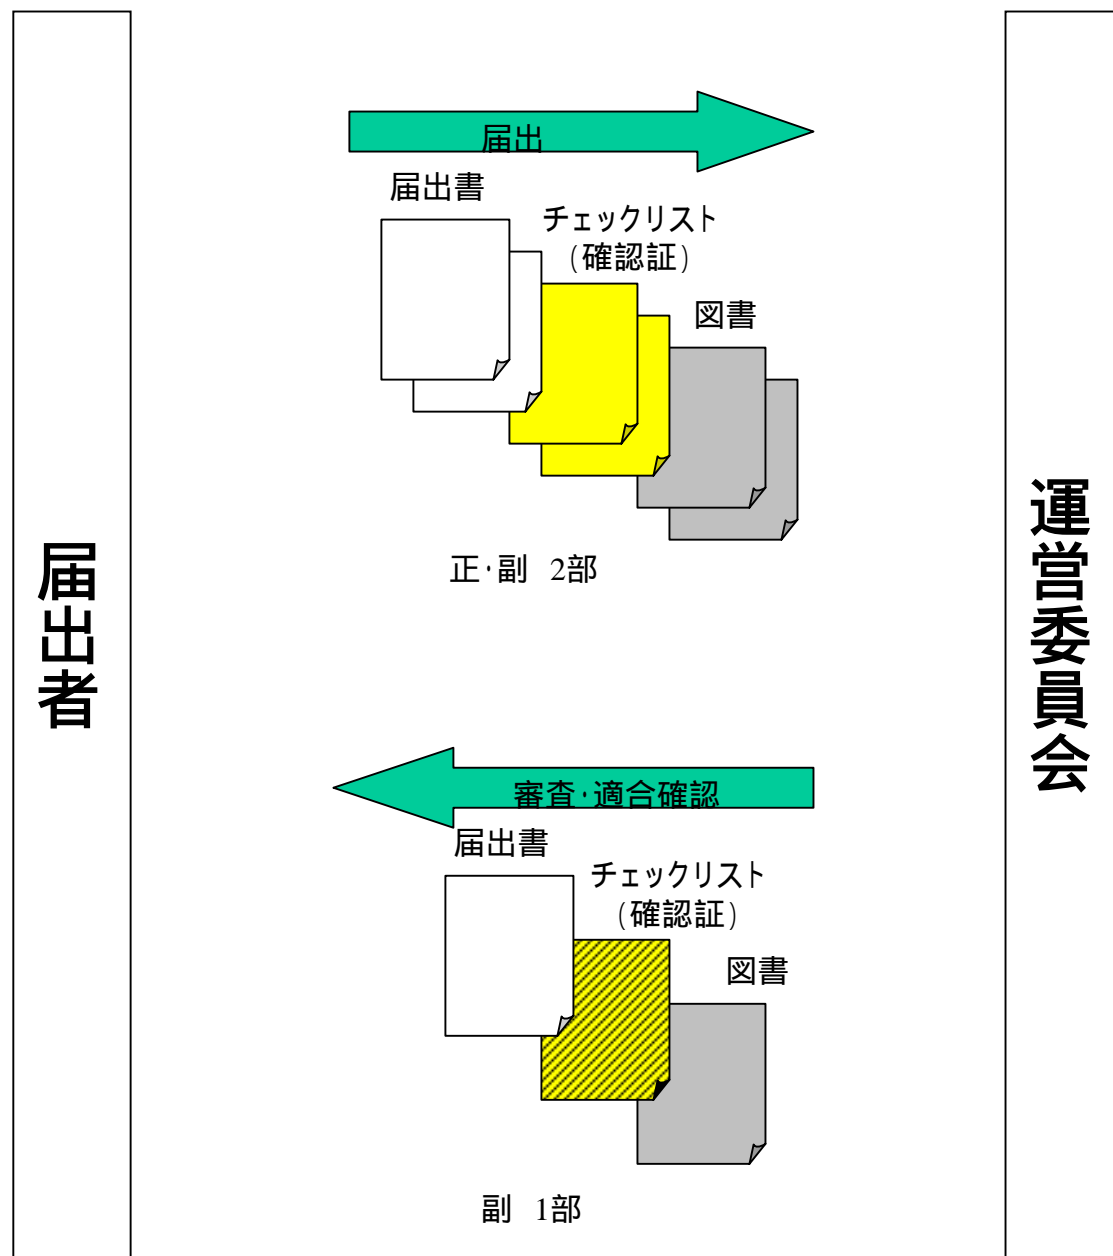 届出
届出書
チェックリスト
(確認証)
図書
正・副 2部
届出者
運営委員会
審査・適合確認
届出書
チェックリスト
(確認証)
図書
副 1部